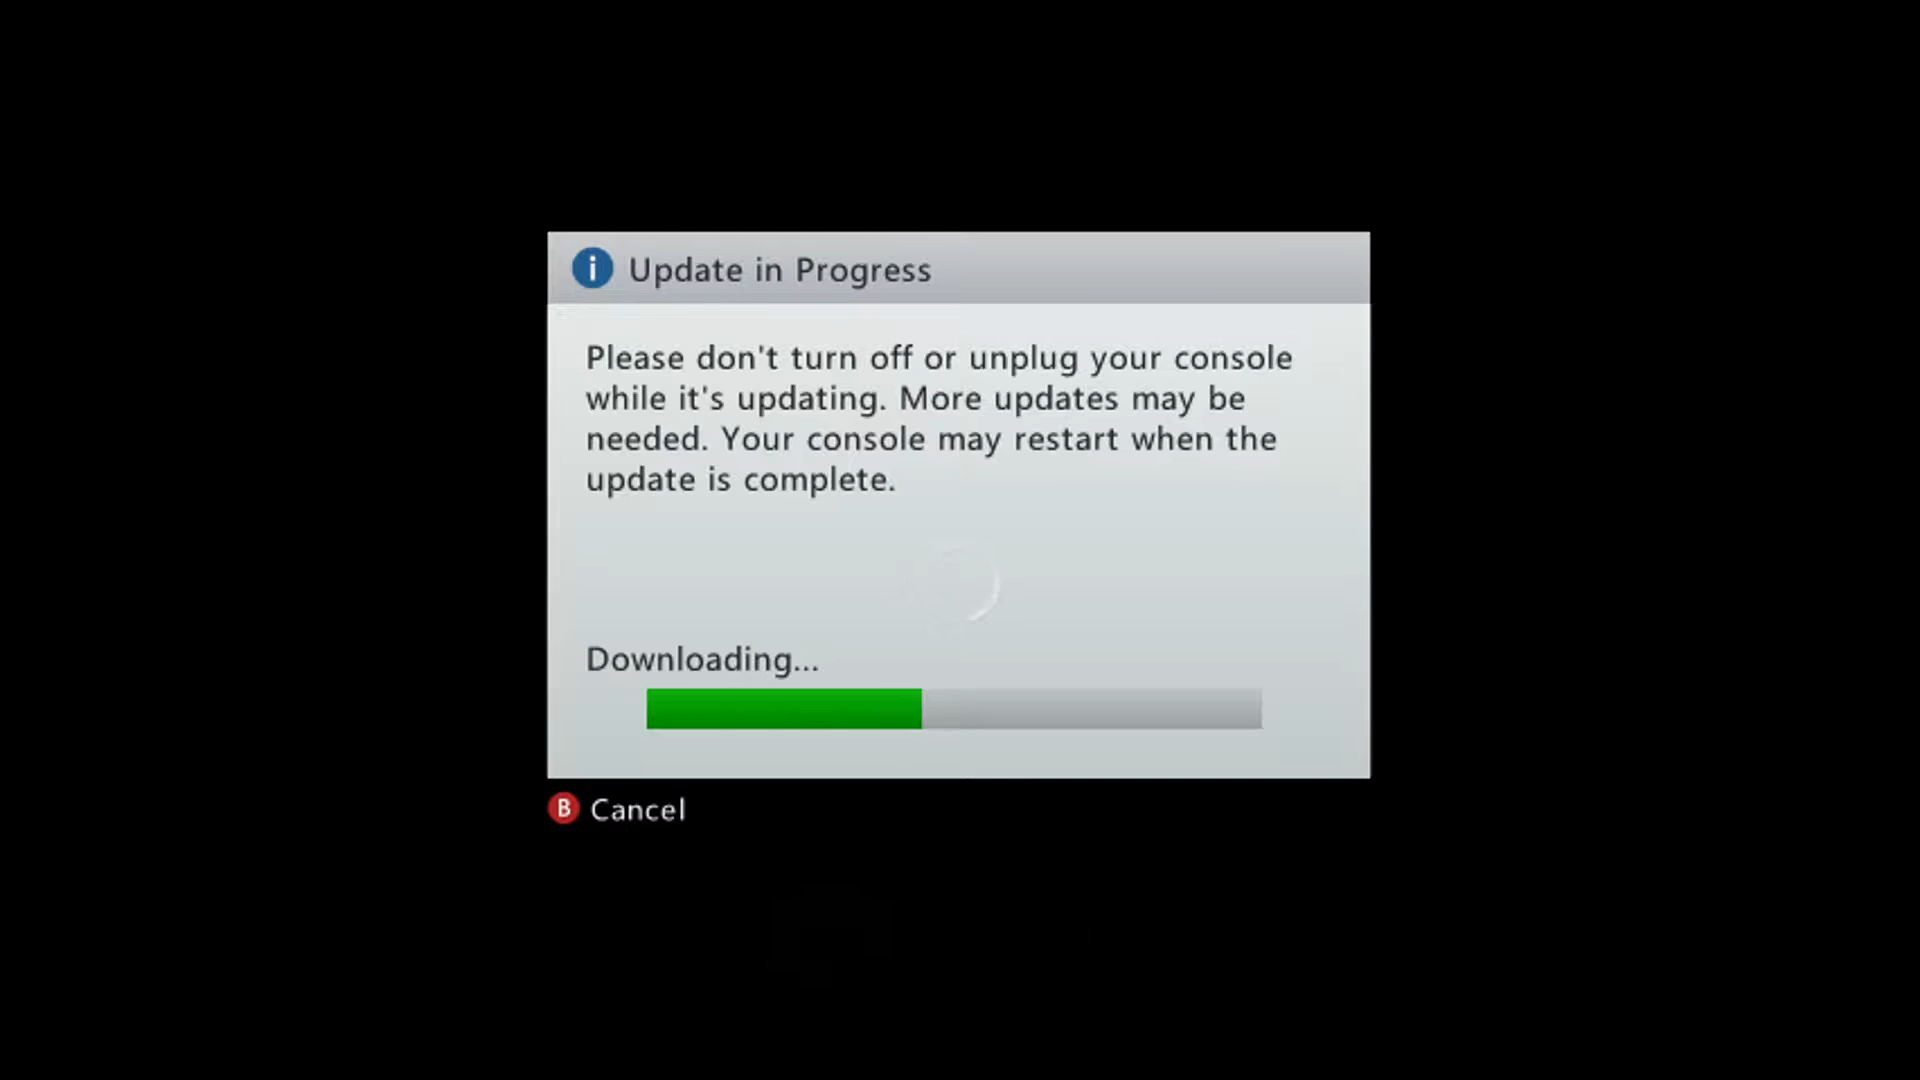 i Update in Progress
Please don't turn off or unplug your console
while it's updating. More updates may be
needed. Your console may restart when the
update is complete.
Downloading...
B Cancel